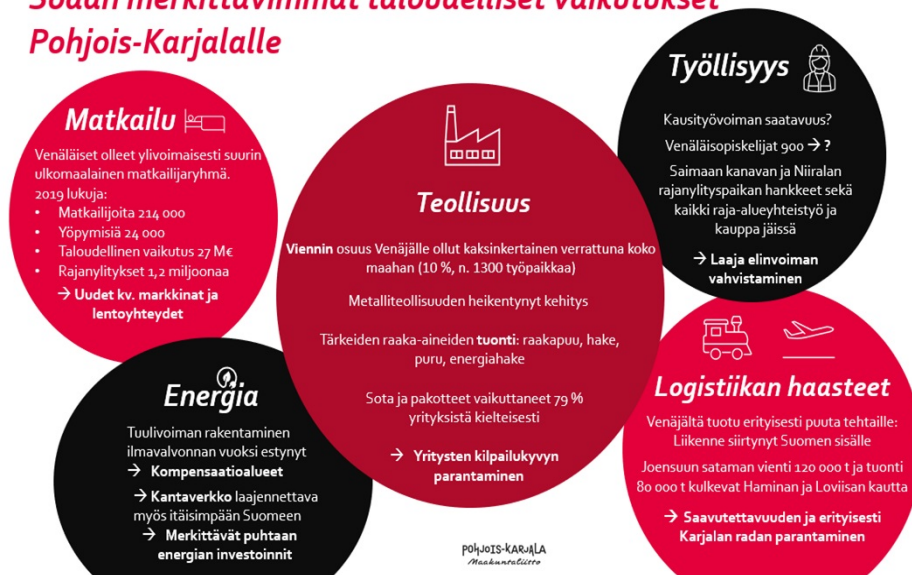 Sodan merkittävimmät taloudelliset vaikutukset
Pohjois-Karjalalle
Matkailu
Venäläiset olleet ylivoimaisesti suurin
ulkomaalainen matkailijaryhmä.
2019 lukuja:
• Matkailijoita 214 000
• Yöpymisiä 24 000
• Taloudellinen vaikutus 27 M€
• Rajanylitykset 1,2 miljoonaa
→ Uudet kv. markkinat ja
lentoyhteydet
Energia
Tuulivoiman rakentaminen
ilmavalvonnan vuoksi estynyt
→ Kompensaatioalueet
→ Kantaverkko laajennettava
myös itäisimpään Suomeen
→ Merkittävät puhtaan
energian investoinnit
Teollisuus
Viennin osuus Venäjälle ollut kaksinkertainen verrattuna koko
maahan (10 %, n. 1300 työpaikkaa)
Metalliteollisuuden heikentynyt kehitys
Tärkeiden raaka-aineiden tuonti: raakapuu, hake,
puru, energiahake
Sota ja pakotteet vaikuttaneet 79 %
yrityksistä kielteisesti
→ Yritysten kilpailukyvyn
parantaminen
Työllisyys
Kausityövoiman saatavuus?
Venäläisopiskelijat 900 → ?
Saimaan kanavan ja Niiralan
rajanylityspaikan hankkeet sekä
kaikki raja-alueyhteistyö ja
kauppa jäissä
→ Laaja elinvoiman
vahvistaminen
Logistiikan haasteet
Venäjältä tuotu erityisesti puuta tehtaille:
Liikenne siirtynyt Suomen sisälle
Joensuun sataman vienti 120 000 t ja tuonti
80 000 t kulkevat Haminan ja Loviisan kautta
→ Saavutettavuuden ja erityisesti
Karjalan radan parantaminen
POHJOIS-KARJALA
Maakuntaliitto